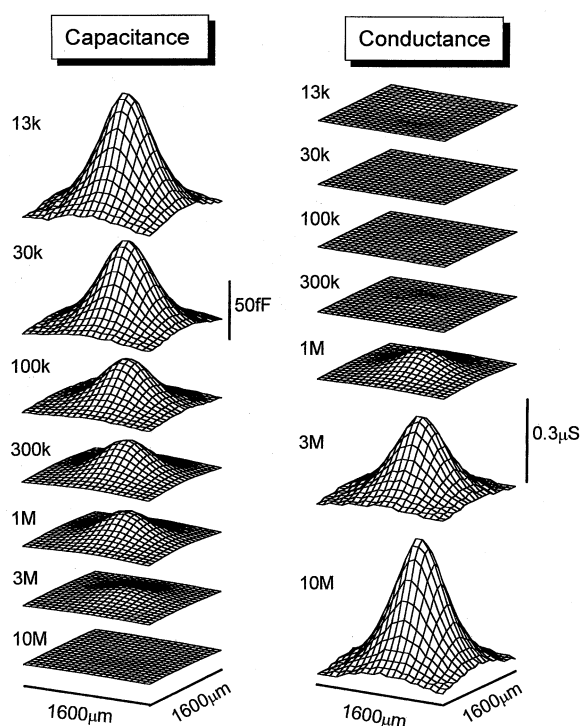 Capacitance
13k
30k
50fF
100k
300k
1M
3M
10M
1600μm
1600μm
Conductance
13k
30k
100k
300k
1M
0.3μS
3M
10M
1600μm
1600μm